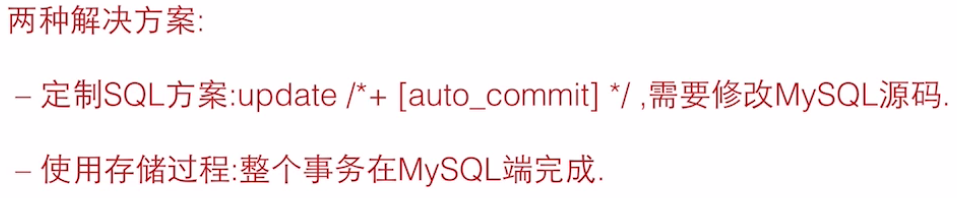 两种解决方案:
– 定制SQL方案:update /*+ [auto_commit] */ ,需要修改MySQL源码.
– 使用存储过程:整个事务在MySQL端完成.